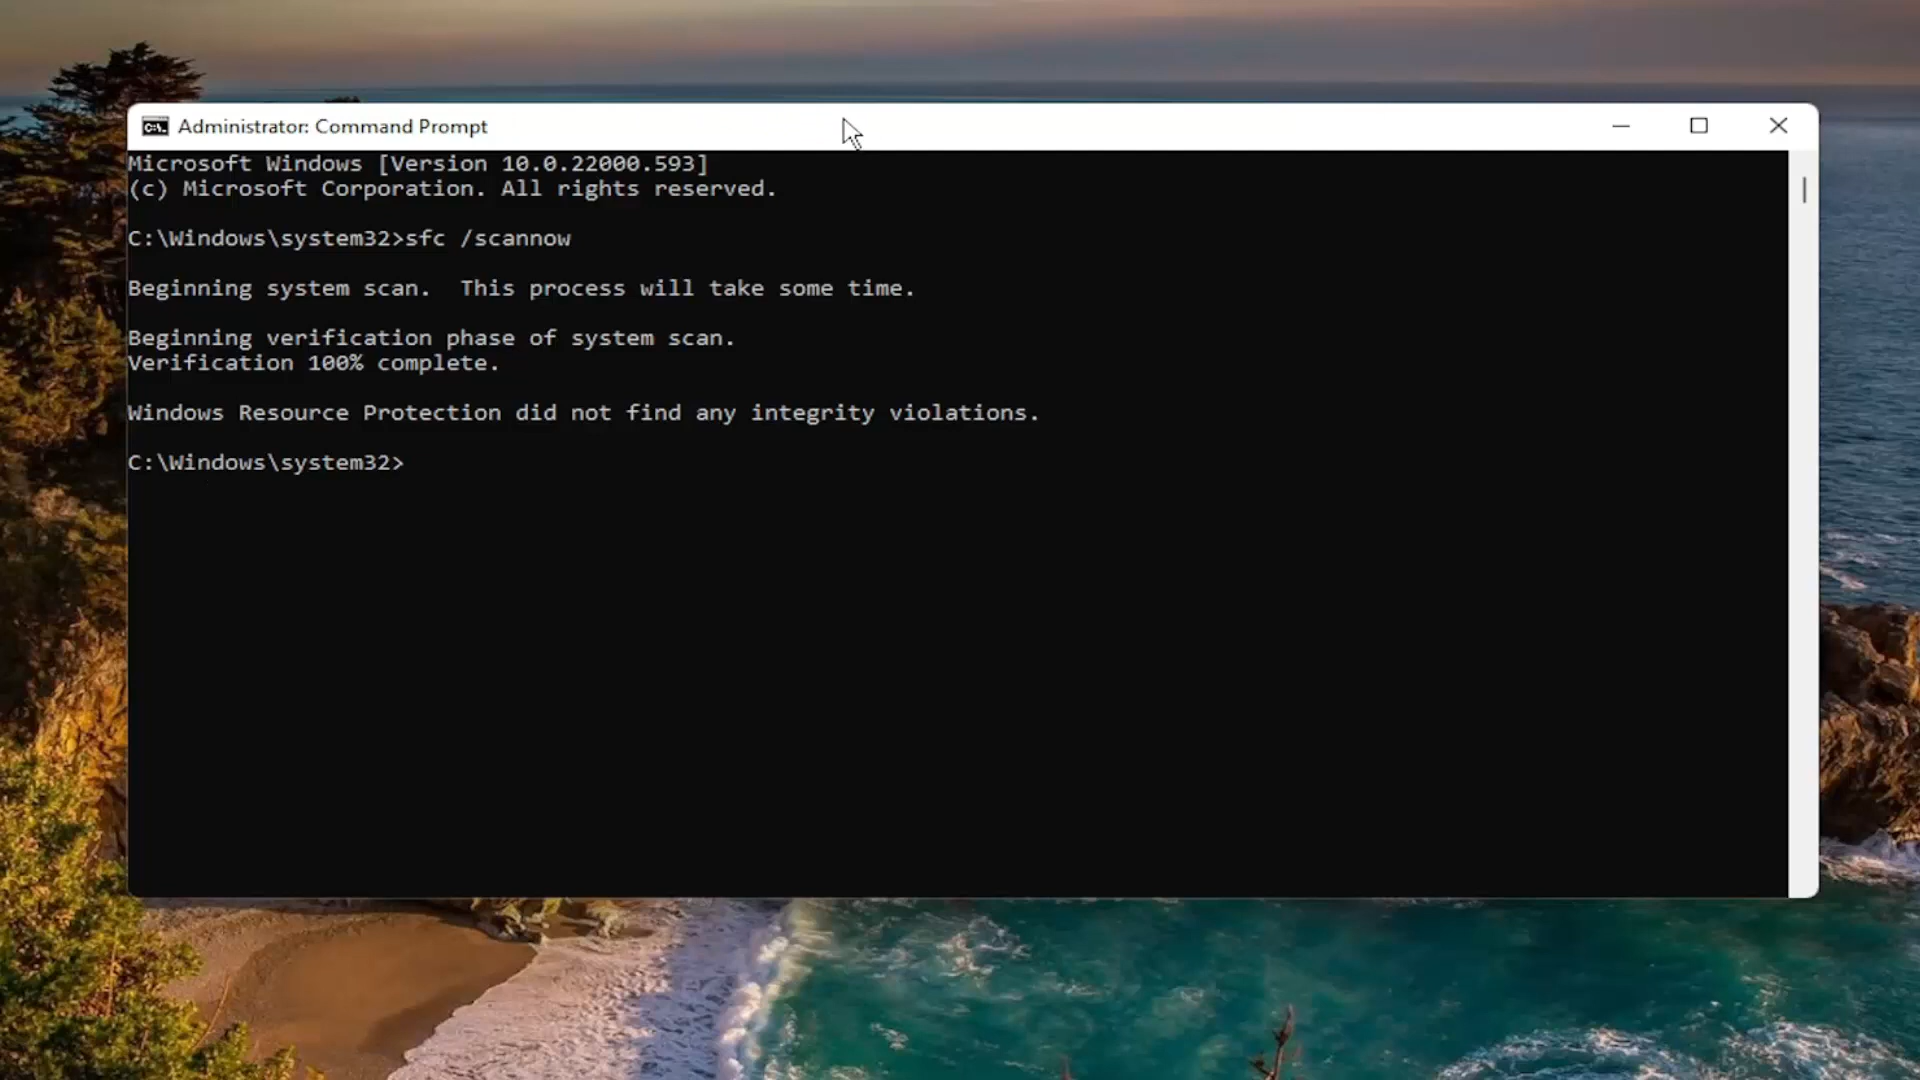 Administrator: Command Prompt
Microsoft Windows [Version 10.0.22000.593]
(c) Microsoft Corporation. All rights reserved.
C:\Windows\system32>sfc /scannow
Beginning system scan.  This process will take some time.
Beginning verification phase of system scan.
Verification 100% complete.
Windows Resource Protection did not find any integrity violations.
C:\Windows\system32>